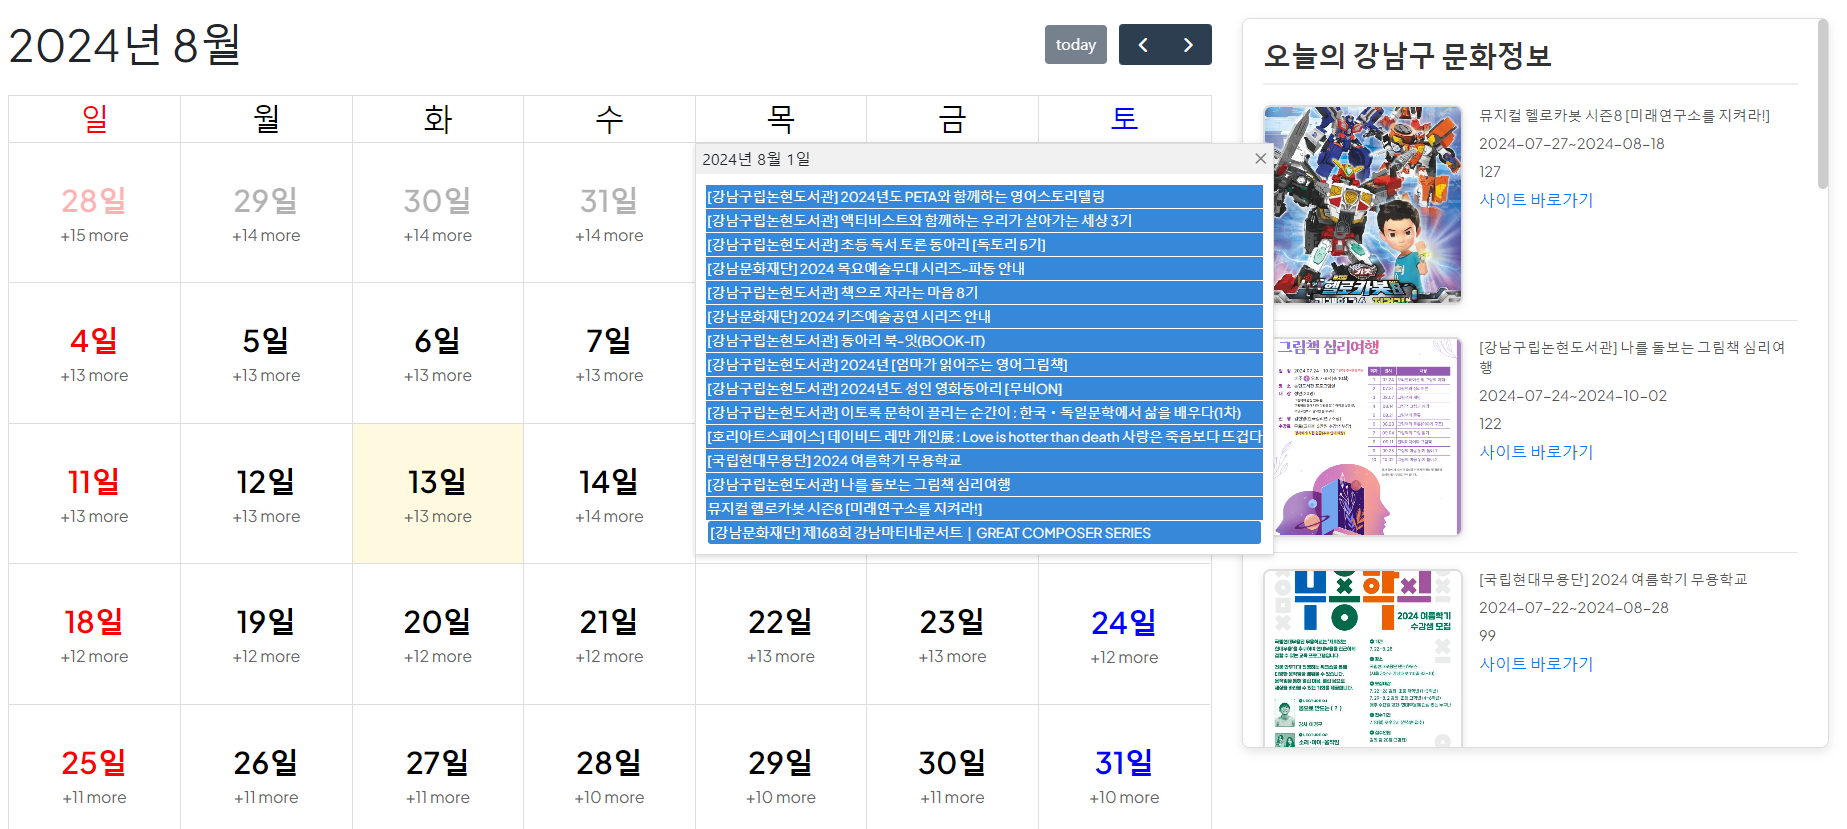 2024년 8월
today
일 월 화 수 목 금 토
28일 29일 30일 31일
+15 more +14 more +14 more +14 more
4일 5일 6일 7일
+13 more +13 more +13 more +13 more
11일 12일 13일 14일
+13 more +13 more +13 more +14 more
18일 19일 20일 21일 22일 23일 24일
+12 more +12 more +12 more +12 more +13 more +13 more +12 more
25일 26일 27일 28일 29일 30일 31일
+11 more +11 more +11 more +10 more +10 more +11 more +10 more
2024년 8월 1일
[강남구립논현도서관] 2024년도 PETA와 함께하는 영어스토리텔링
[강남구립논현도서관] 액티비스트와 함께하는 우리가 살아가는 세상 3기
[강남구립논현도서관] 초등 독서 토론 동아리 [독토리 5기]
[강남문화재단] 2024 목요예술무대 시리즈-파동 안내
[강남구립논현도서관] 책으로 자라는 마음 8기
[강남문화재단] 2024 키즈예술공연 시리즈 안내
[강남구립논현도서관] 동아리 북-잇(BOOK-IT)
[강남구립논현도서관] 2024년 [엄마가 읽어주는 영어그림책]
[강남구립논현도서관] 2024년도 성인 영화동아리 [무비ON]
[강남구립논현도서관] 이토록 문학이 끌리는 순간이 : 한국・독일문학에서 삶을 배우다(1차)
[호리아트스페이스] 데이비드 레만 개인展 : Love is hotter than death 사랑은 죽음보다 뜨겁다
[국립현대무용단] 2024 여름학기 무용학교
[강남구립논현도서관] 나를 돌보는 그림책 심리여행
뮤지컬 헬로카봇 시즌8 [미래연구소를 지켜라!]
[강남문화재단] 제168회 강남마티네콘서트 | GREAT COMPOSER SERIES
오늘의 강남구 문화정보
헬로카봇
뮤지컬 헬로카봇 시즌8 [미래연구소를 지켜라!]
2024-07-27~2024-08-18
127
사이트 바로가기
그림책 심리여행
[강남구립논현도서관] 나를 돌보는 그림책 심리여
행
2024-07-24~2024-10-02
122
사이트 바로가기
무용학교
2024 여름학기
수강생 모집
[국립현대무용단] 2024 여름학기 무용학교
2024-07-22~2024-08-28
99
사이트 바로가기